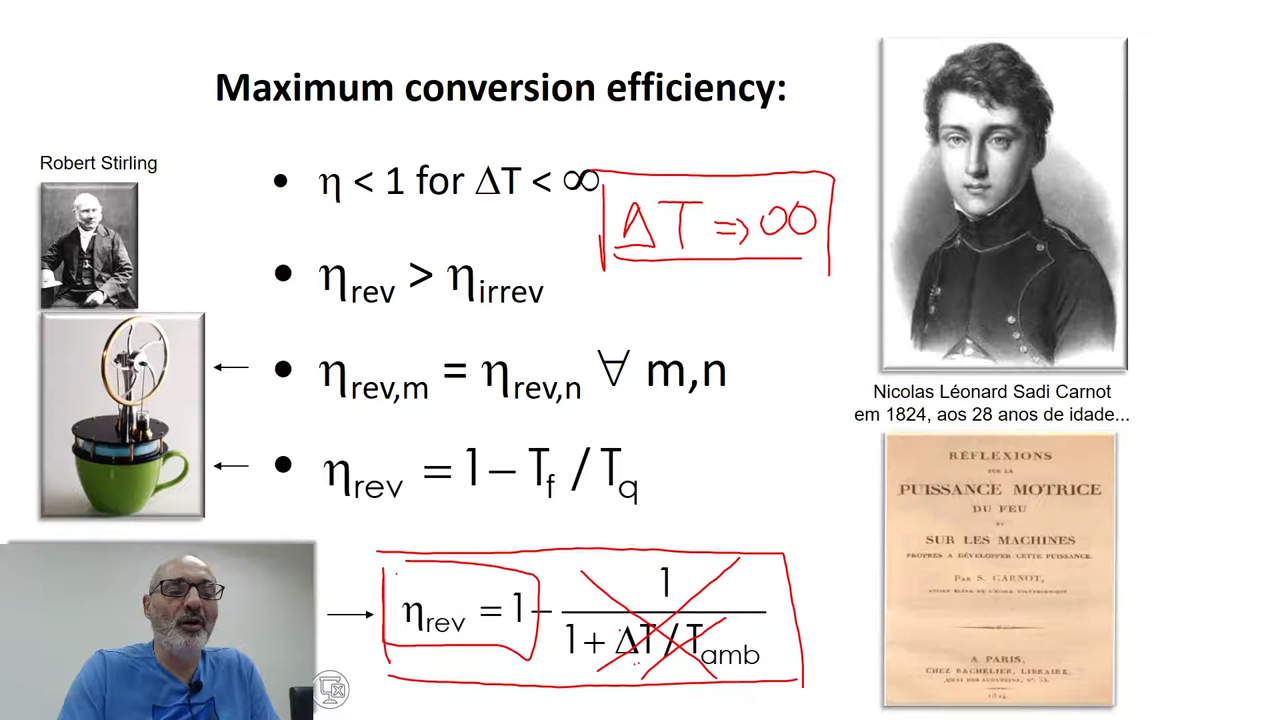 Maximum conversion efficiency:
Robert Stirling
• η < 1 for ΔT < ∞
ΔT ⇒ ∞
• ηrev > ηirrev
• ηrev,m = ηrev,n ∀ m,n
• ηrev = 1 – Tf / Tq
ηrev = 1 – 1
1 + ΔT / Tamb
Nicolas Léonard Sadi Carnot
em 1824, aos 28 anos de idade...
RÉFLEXIONS
SUR LA
PUISSANCE MOTRICE
DU FEU
ET
SUR LES MACHINES
PROPRES A DÉVELOPPER CETTE PUISSANCE.
PAR S. CARNOT,
A PARIS,
CHEZ BACHELIER, LIBRAIRE,
1824.